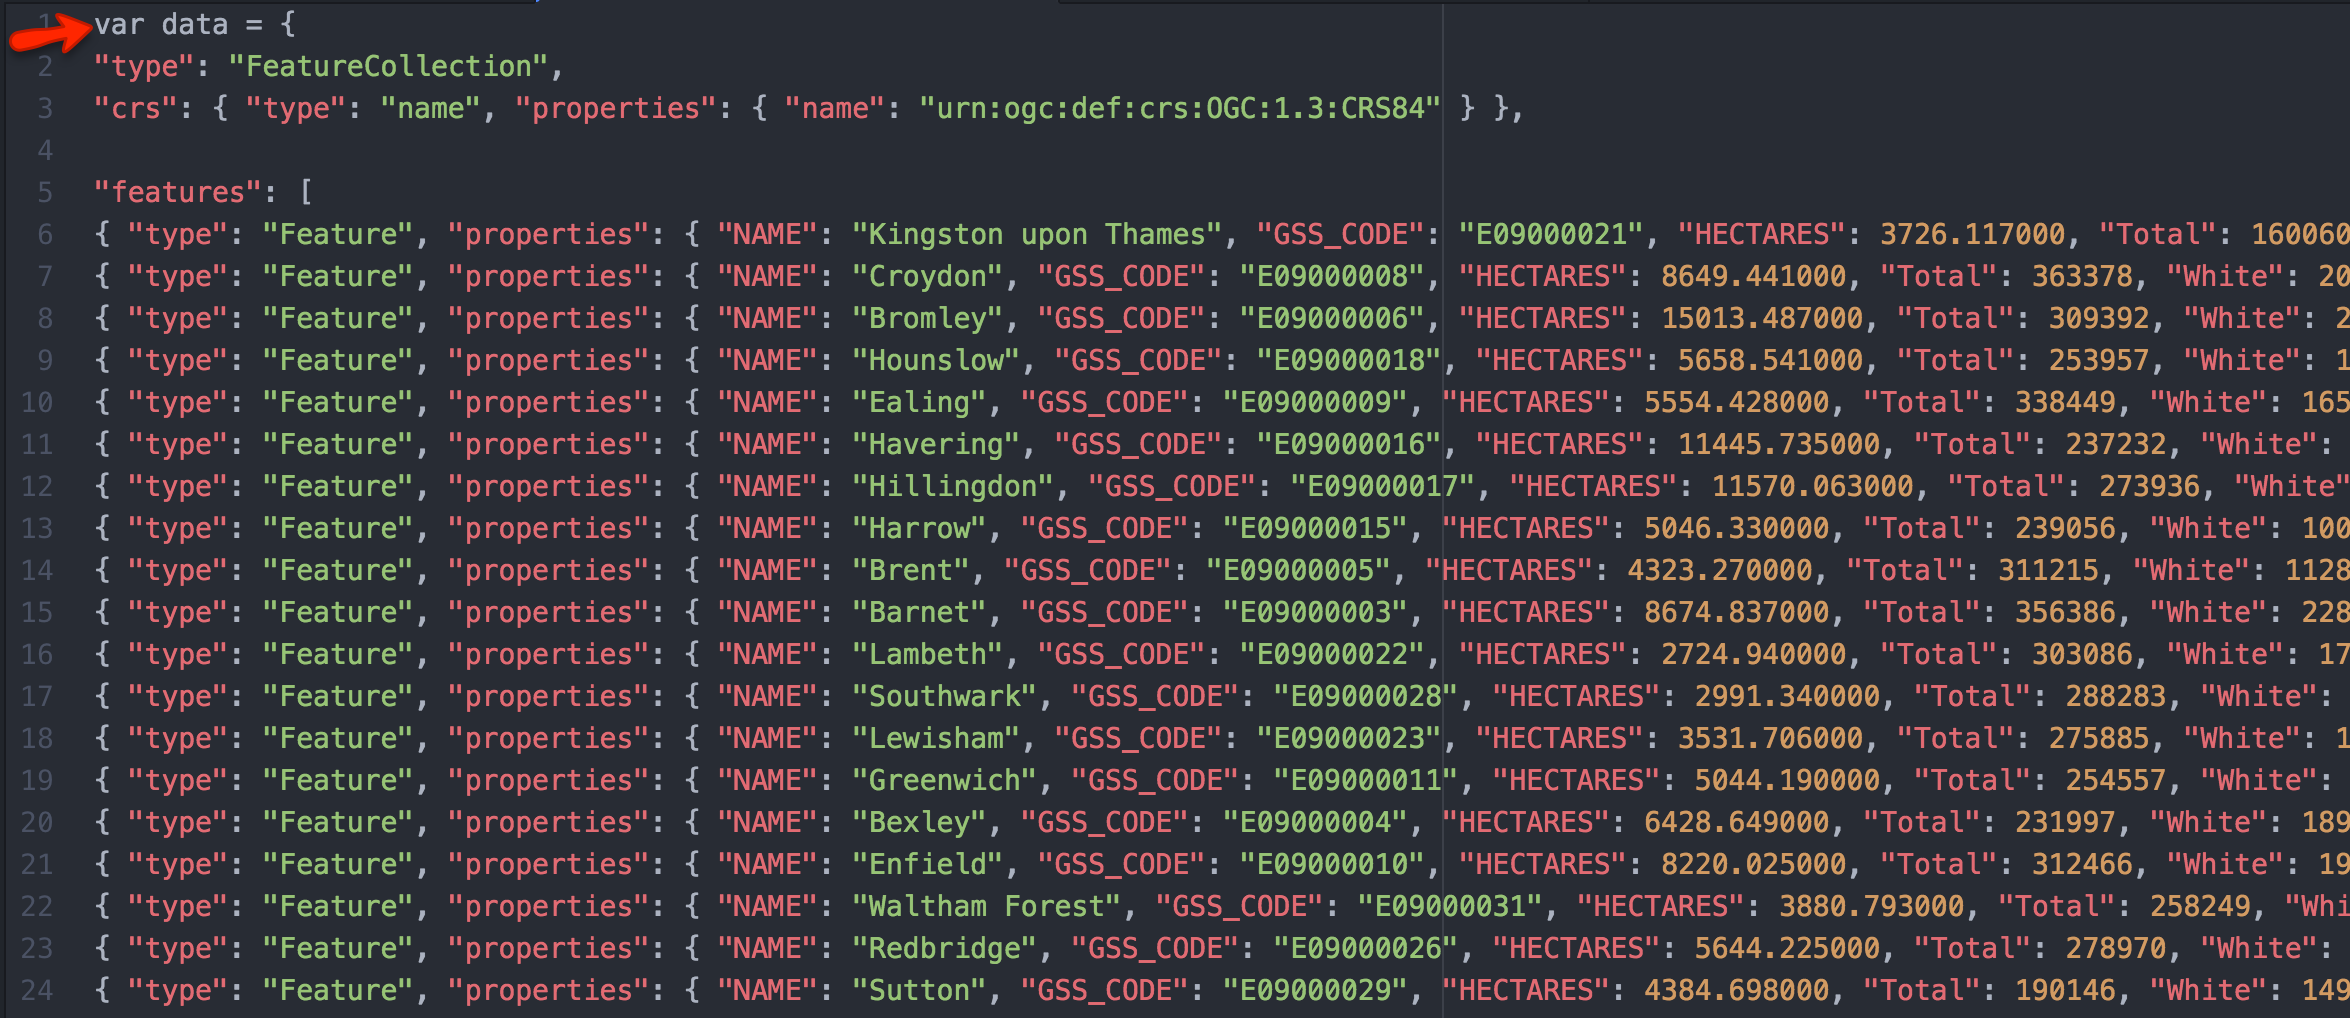 1 var data = {
2 "type": "FeatureCollection",
3 "crs": { "type": "name", "properties": { "name": "urn:ogc:def:crs:OGC:1.3:CRS84" } },
4
5 "features": [
6 { "type": "Feature", "properties": { "NAME": "Kingston upon Thames", "GSS_CODE": "E09000021", "HECTARES": 3726.117000, "Total": 160060
7 { "type": "Feature", "properties": { "NAME": "Croydon", "GSS_CODE": "E09000008", "HECTARES": 8649.441000, "Total": 363378, "White": 20
8 { "type": "Feature", "properties": { "NAME": "Bromley", "GSS_CODE": "E09000006", "HECTARES": 15013.487000, "Total": 309392, "White": 2
9 { "type": "Feature", "properties": { "NAME": "Hounslow", "GSS_CODE": "E09000018", "HECTARES": 5658.541000, "Total": 253957, "White": 1
10 { "type": "Feature", "properties": { "NAME": "Ealing", "GSS_CODE": "E09000009", "HECTARES": 5554.428000, "Total": 338449, "White": 165
11 { "type": "Feature", "properties": { "NAME": "Havering", "GSS_CODE": "E09000016", "HECTARES": 11445.735000, "Total": 237232, "White":
12 { "type": "Feature", "properties": { "NAME": "Hillingdon", "GSS_CODE": "E09000017", "HECTARES": 11570.063000, "Total": 273936, "White"
13 { "type": "Feature", "properties": { "NAME": "Harrow", "GSS_CODE": "E09000015", "HECTARES": 5046.330000, "Total": 239056, "White": 100
14 { "type": "Feature", "properties": { "NAME": "Brent", "GSS_CODE": "E09000005", "HECTARES": 4323.270000, "Total": 311215, "White": 1128
15 { "type": "Feature", "properties": { "NAME": "Barnet", "GSS_CODE": "E09000003", "HECTARES": 8674.837000, "Total": 356386, "White": 228
16 { "type": "Feature", "properties": { "NAME": "Lambeth", "GSS_CODE": "E09000022", "HECTARES": 2724.940000, "Total": 303086, "White": 17
17 { "type": "Feature", "properties": { "NAME": "Southwark", "GSS_CODE": "E09000028", "HECTARES": 2991.340000, "Total": 288283, "White":
18 { "type": "Feature", "properties": { "NAME": "Lewisham", "GSS_CODE": "E09000023", "HECTARES": 3531.706000, "Total": 275885, "White": 1
19 { "type": "Feature", "properties": { "NAME": "Greenwich", "GSS_CODE": "E09000011", "HECTARES": 5044.190000, "Total": 254557, "White":
20 { "type": "Feature", "properties": { "NAME": "Bexley", "GSS_CODE": "E09000004", "HECTARES": 6428.649000, "Total": 231997, "White": 189
21 { "type": "Feature", "properties": { "NAME": "Enfield", "GSS_CODE": "E09000010", "HECTARES": 8220.025000, "Total": 312466, "White": 19
22 { "type": "Feature", "properties": { "NAME": "Waltham Forest", "GSS_CODE": "E09000031", "HECTARES": 3880.793000, "Total": 258249, "Whi
23 { "type": "Feature", "properties": { "NAME": "Redbridge", "GSS_CODE": "E09000026", "HECTARES": 5644.225000, "Total": 278970, "White":
24 { "type": "Feature", "properties": { "NAME": "Sutton", "GSS_CODE": "E09000029", "HECTARES": 4384.698000, "Total": 190146, "White": 149